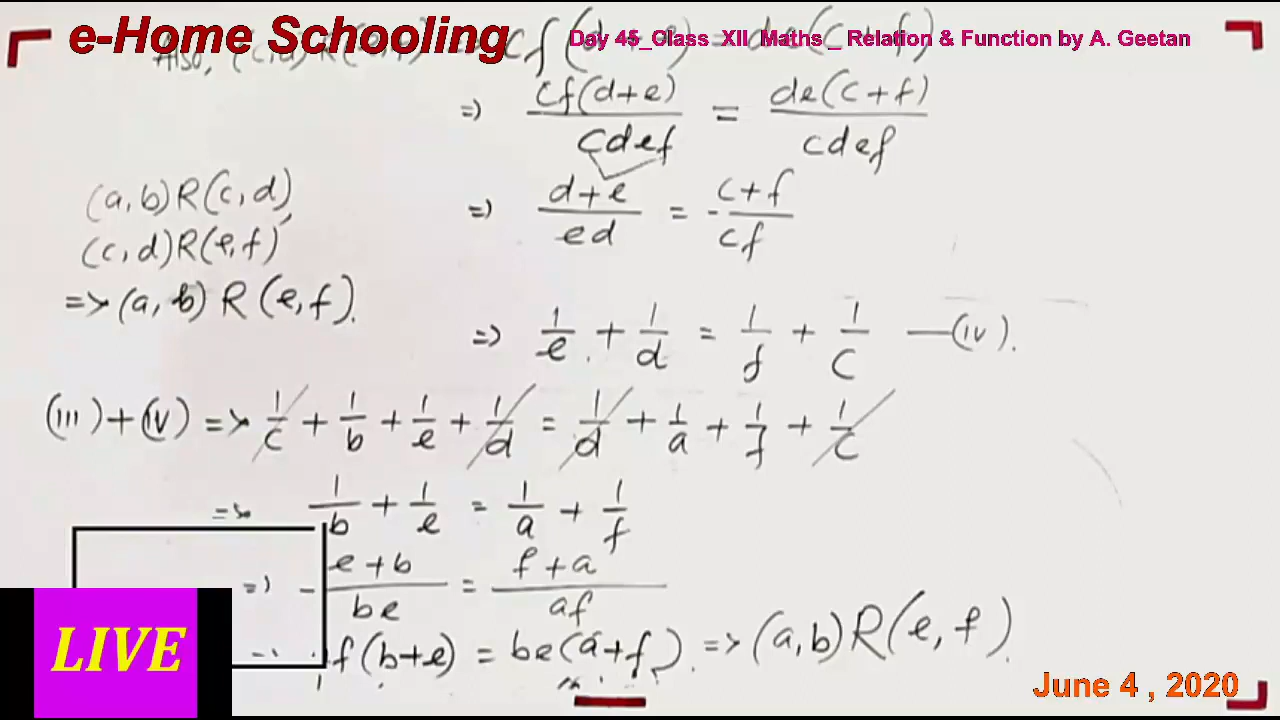 e-Home Schooling
Day 45_Class XII Maths _ Relation & Function by A. Geetan
Also,
=) cf(d+e)/cdef = de(c+f)/cdef
(a, b) R (c, d),
(c, d) R (e, f)
=> (a, b) R (e, f).
=) d+e/ed = c+f/cf
=) 1/e + 1/d = 1/f + 1/c —(iv).
(iii) + (iv) => 1/c + 1/b + 1/e + 1/d = 1/d + 1/a + 1/f + 1/c
=> 1/b + 1/e = 1/a + 1/f
=) e+b/be = f+a/af
f(b+e) = be(a+f) => (a, b) R (e, f).
LIVE
June 4 , 2020